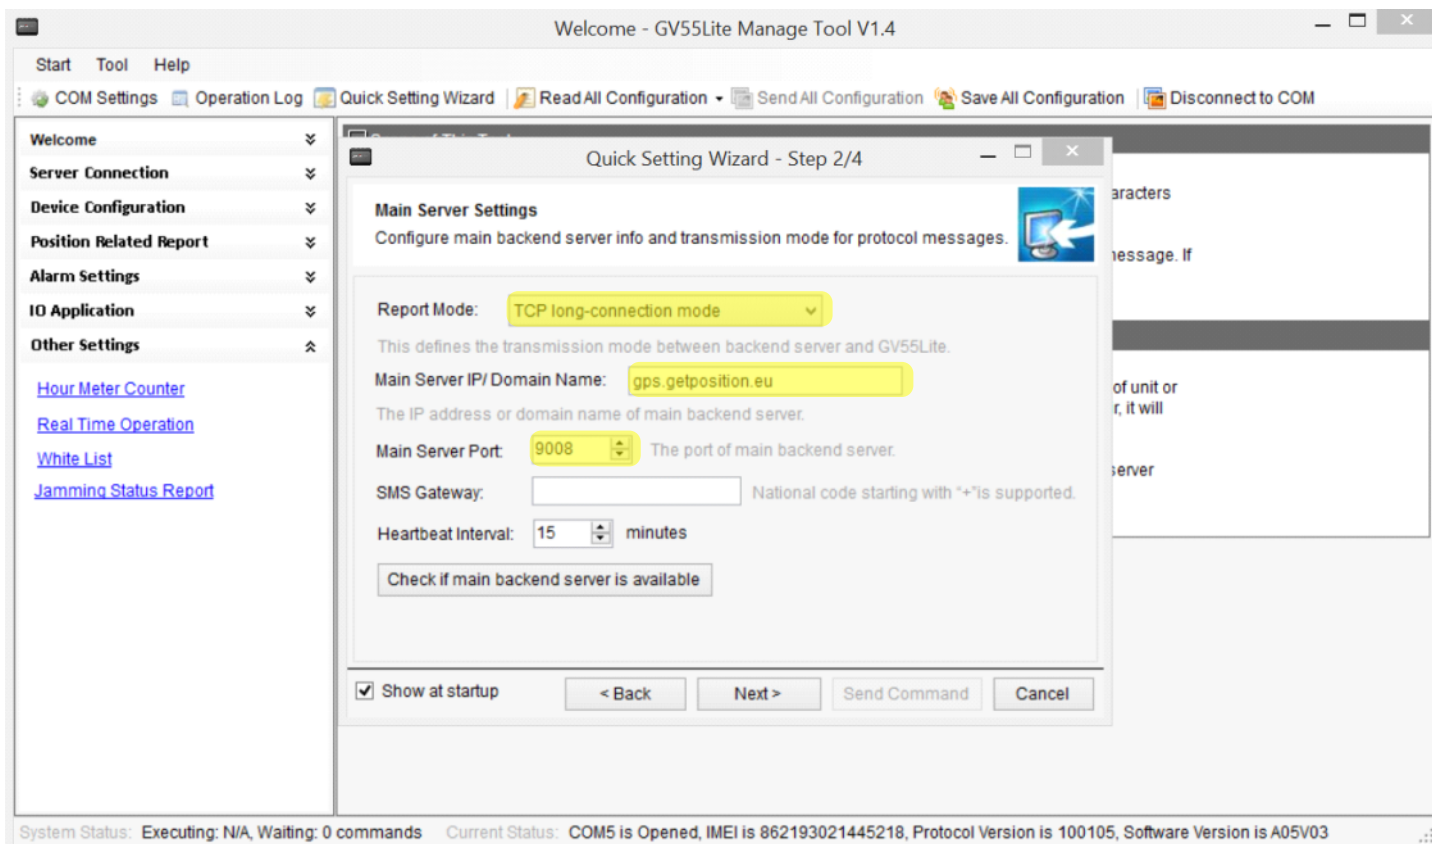 Welcome - GV55Lite Manage Tool V1.4
Start Tool Help
COM Settings Operation Log Quick Setting Wizard Read All Configuration Send All Configuration Save All Configuration Disconnect to COM
Welcome
Server Connection
Device Configuration
Position Related Report
Alarm Settings
IO Application
Other Settings
Hour Meter Counter
Real Time Operation
White List
Jamming Status Report
Quick Setting Wizard - Step 2/4
Main Server Settings
Configure main backend server info and transmission mode for protocol messages.
Report Mode: TCP long-connection mode
This defines the transmission mode between backend server and GV55Lite.
Main Server IP/ Domain Name: gps.getposition.eu
The IP address or domain name of main backend server.
Main Server Port: 9008 The port of main backend server.
SMS Gateway: National code starting with "+"is supported.
Heartbeat Interval: 15 minutes
Check if main backend server is available
Show at startup < Back Next > Send Command Cancel
aracters
nessage. If
of unit or
r, it will
server
System Status: Executing: N/A, Waiting: 0 commands Current Status: COM5 is Opened, IMEI is 862193021445218, Protocol Version is 100105, Software Version is A05V03